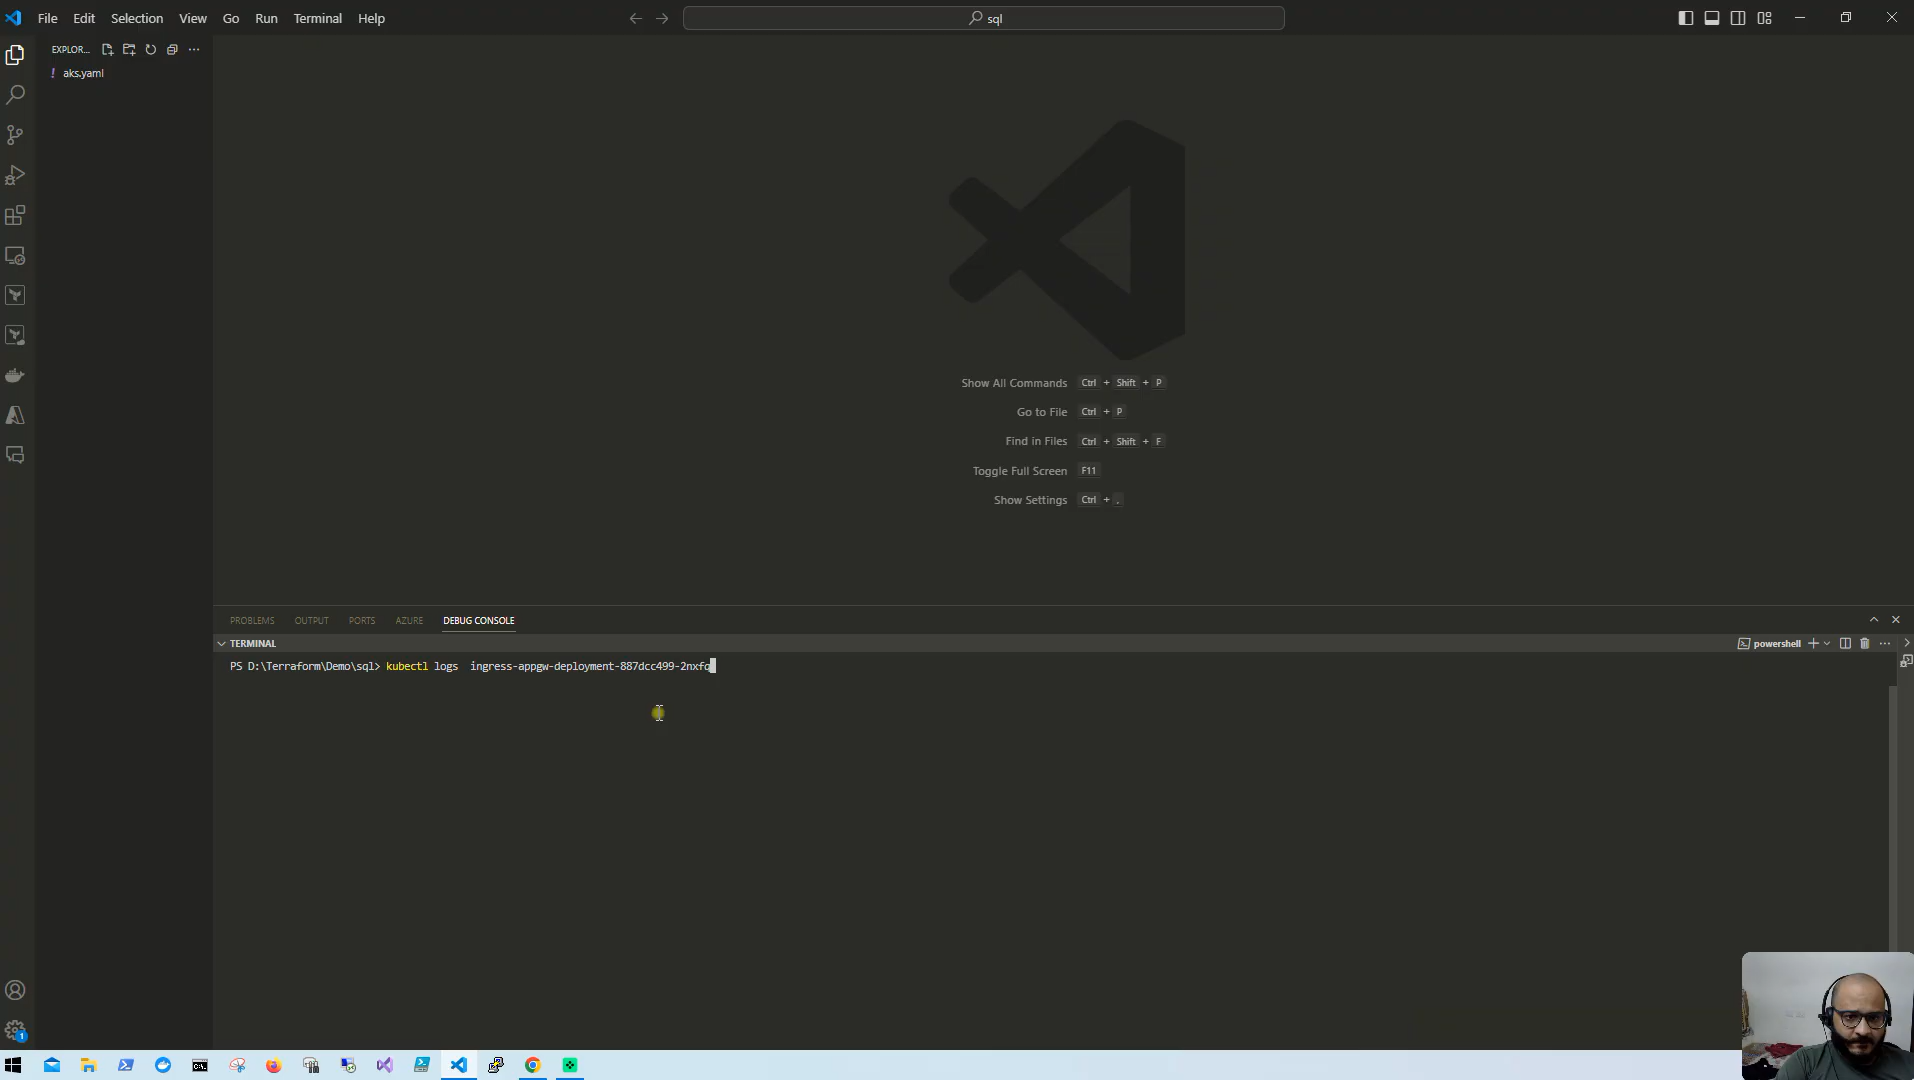 File Edit Selection View Go Run Terminal Help
sql
EXPLOR...
! aks.yaml
Show All Commands Ctrl + Shift + P
Go to File Ctrl + P
Find in Files Ctrl + Shift + F
Toggle Full Screen F11
Show Settings Ctrl + ,
PROBLEMS OUTPUT PORTS AZURE DEBUG CONSOLE
TERMINAL
powershell
PS D:\Terraform\Demo\sql> kubectl logs  ingress-appgw-deployment-887dcc499-2nxfq
1